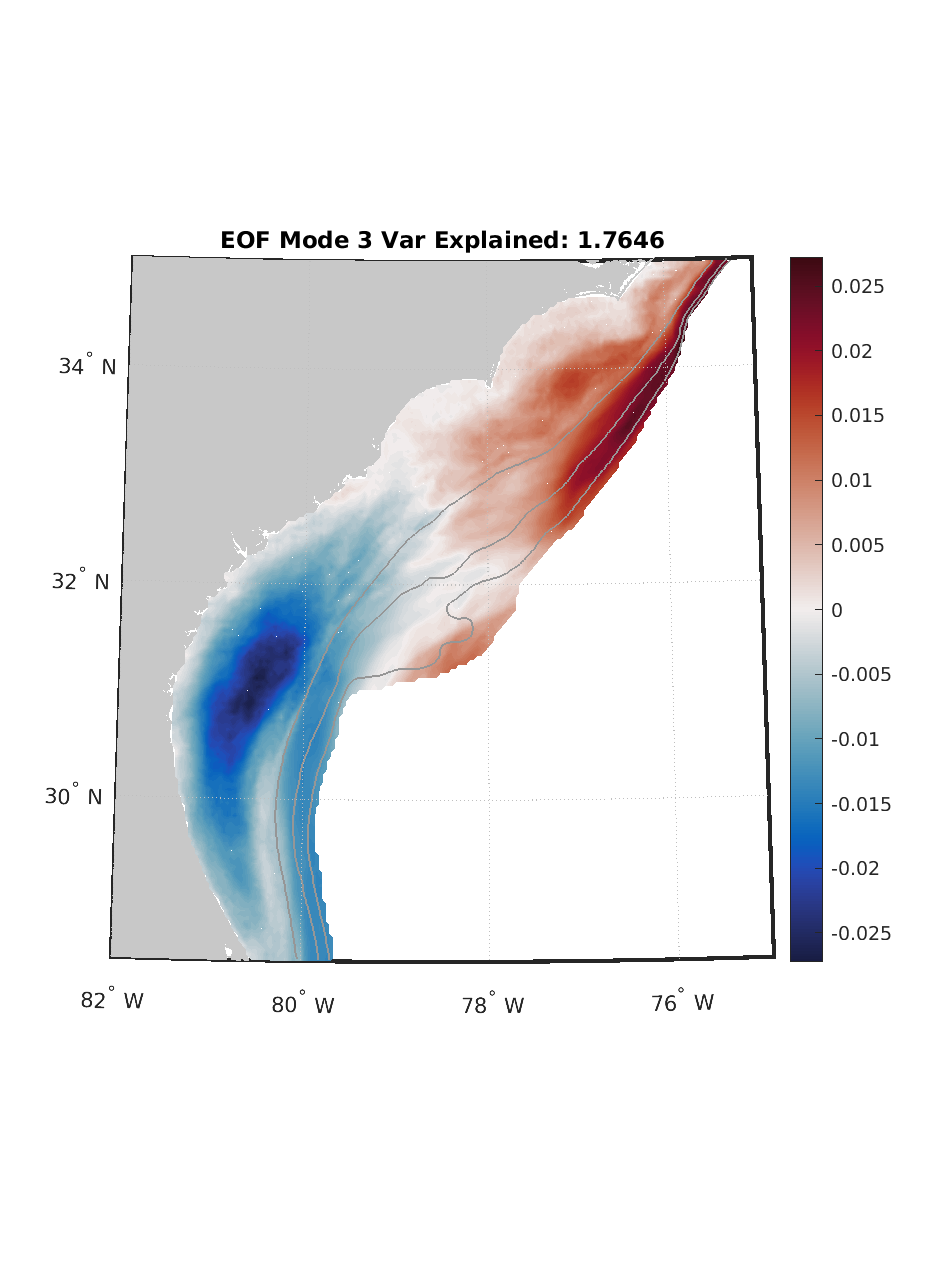 EOF Mode 3 Var Explained: 1.7646
34° N
32° N
30° N
82° W
80° W
78° W
76° W
0.025
0.02
0.015
0.01
0.005
0
-0.005
-0.01
-0.015
-0.02
-0.025